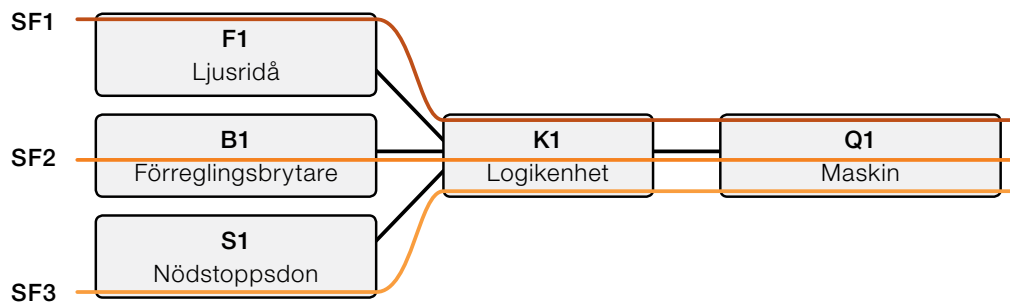 SF1
F1
Ljusridå
SF2
B1
Förreglingsbrytare
K1
Logikenhet
Q1
Maskin
S1
Nödstoppsdon
SF3